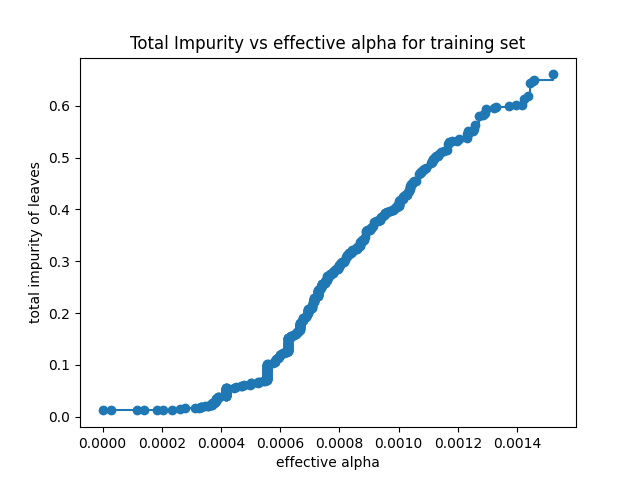 Total Impurity vs effective alpha for training set
total impurity of leaves
0.6
0.5
0.4
0.3
0.2
0.1
0.0
0.0000 0.0002 0.0004 0.0006 0.0008 0.0010 0.0012 0.0014
effective alpha